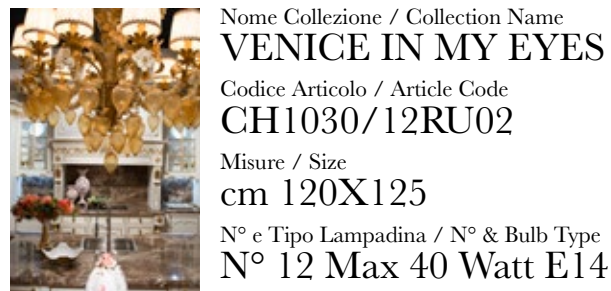 Nome Collezione / Collection Name
VENICE IN MY EYES
Codice Articolo / Article Code
CH1030/12RU02
Misure / Size
cm 120X125
N° e Tipo Lampadina / N° & Bulb Type
N° 12 Max 40 Watt E14